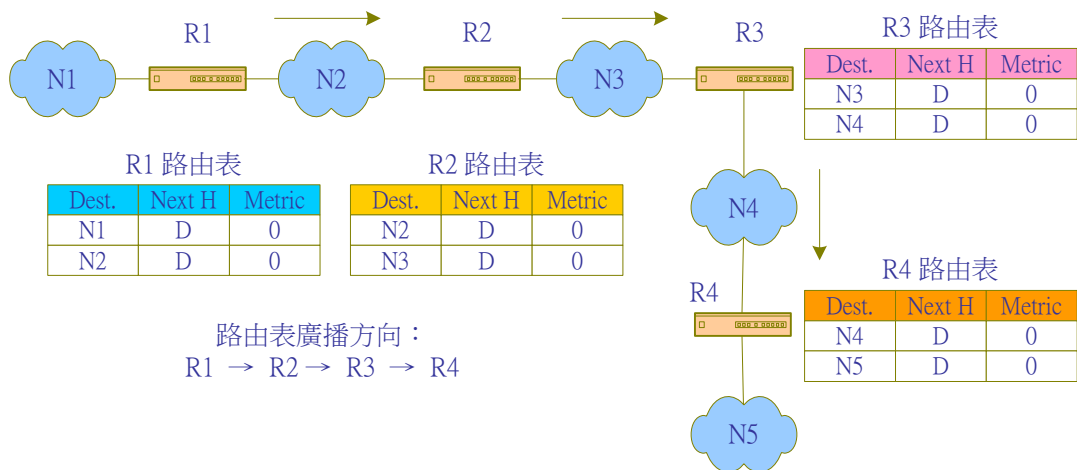 R1
R2
R3
N1
N2
N3
R3 路由表
Dest. Next H Metric
N3 D 0
N4 D 0
R1 路由表
Dest. Next H Metric
N1 D 0
N2 D 0
R2 路由表
Dest. Next H Metric
N2 D 0
N3 D 0
N4
R4
R4 路由表
Dest. Next H Metric
N4 D 0
N5 D 0
路由表廣播方向：
R1 → R2 → R3 → R4
N5